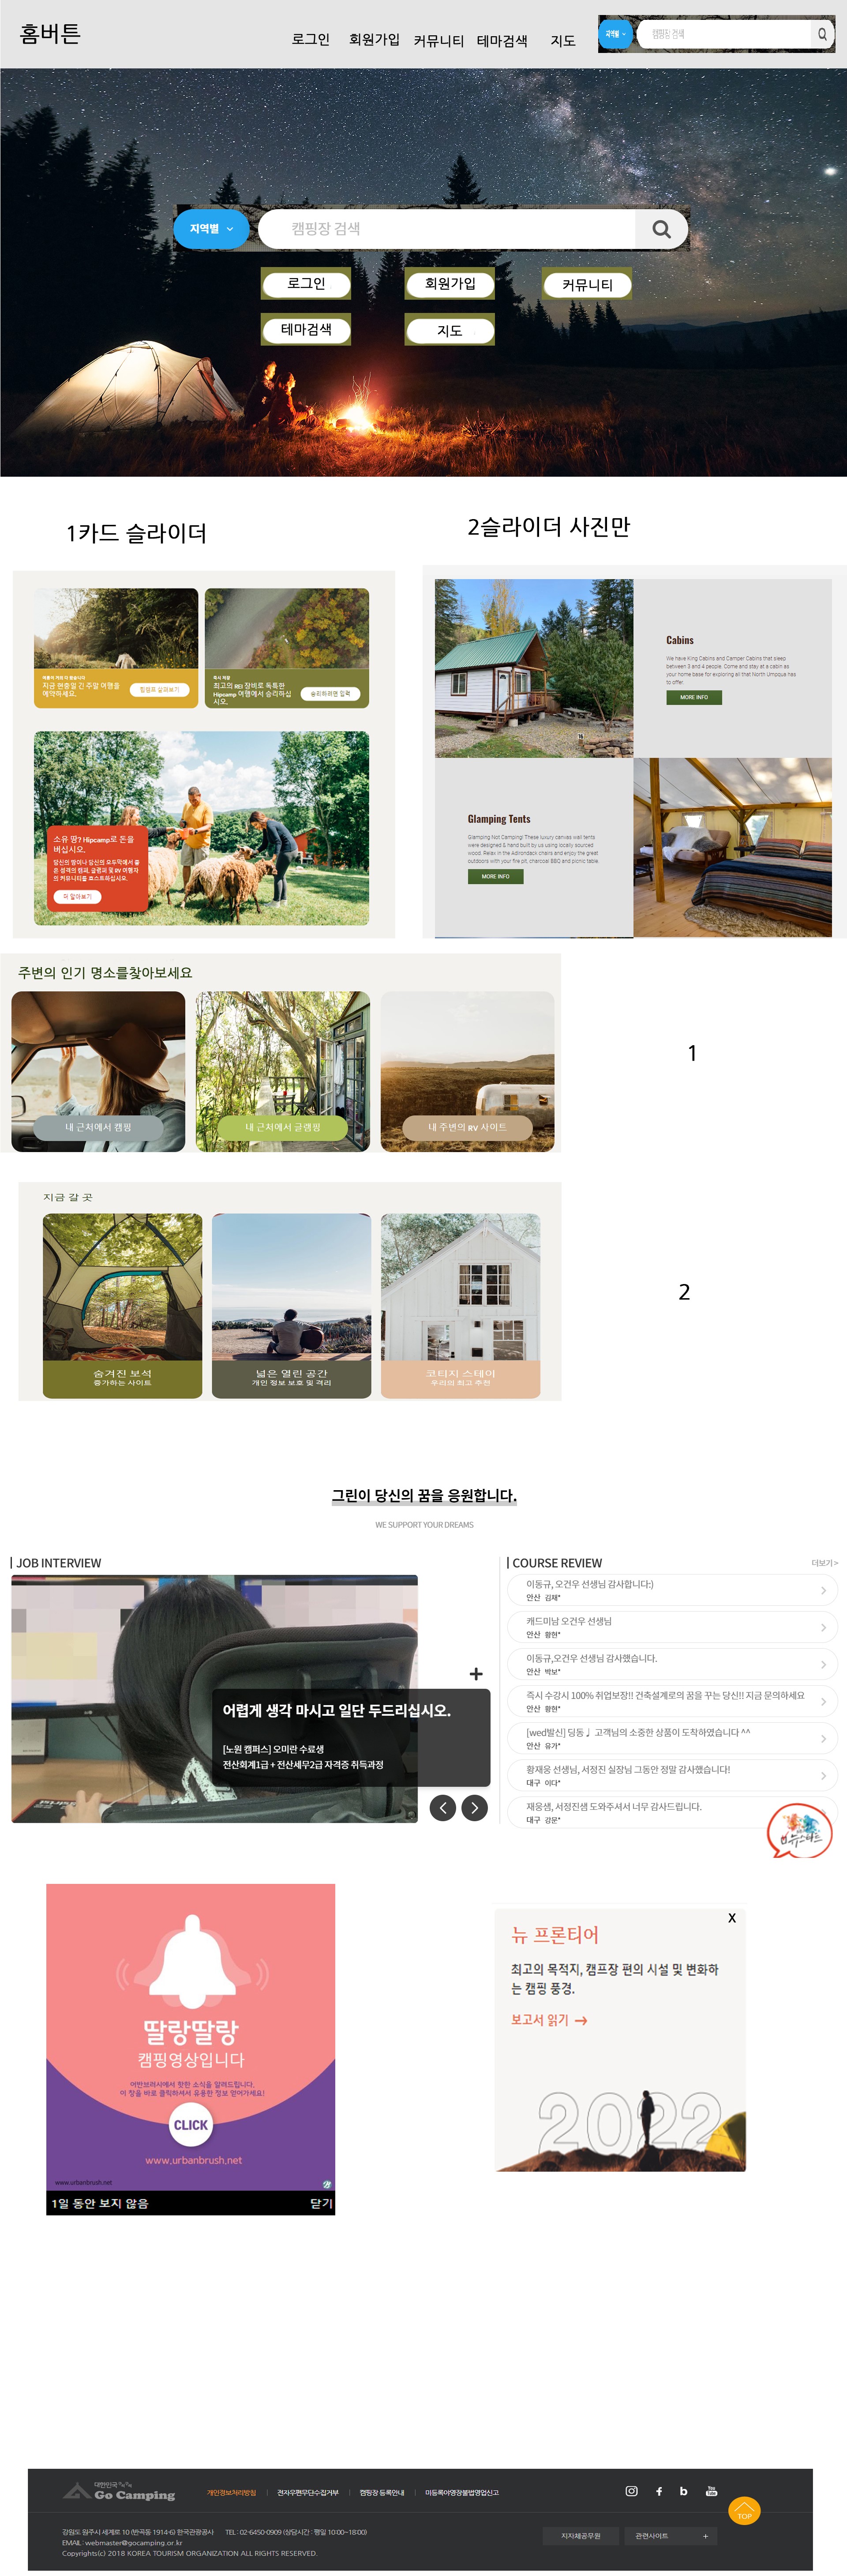 홈버튼
로그인 회원가입 커뮤니티 테마검색 지도
지역별 캠핑장 검색
지역별 캠핑장 검색
로그인 회원가입 커뮤니티
테마검색 지도
1카드 슬라이더
2슬라이더 사진만
지금 현충일 긴 주말 여행을
예약하세요.
힙캠프 살펴보기
즉시 저장
최고의 REI 장비로 독특한
Hipcamp 여행에서 승리하십
시오.
승리하려면 입력
소유 땅? Hipcamp로 돈을
버십시오.
당신의 땅이나 당신의 모두막에서 좋
은 성격의 캠퍼, 글램퍼 및 RV 여행자
의 커뮤니티를 호스트하십시오.
더 알아보기
Cabins
We have King Cabins and Camper Cabins that sleep
between 3 and 4 people. Come and stay at a cabin as
your home base for exploring all that North Umpqua has
to offer.
MORE INFO
Glamping Tents
Glamping Not Camping! These luxury canvas wall tents
were designed & hand built by us using locally sourced
wood. Relax in the Adirondack chairs and enjoy the great
outdoors with your fire pit, charcoal BBQ and picnic table.
MORE INFO
주변의 인기 명소를찾아보세요
내 근처에서 캠핑
내 근처에서 글램핑
내 주변의 RV 사이트
1
지금 갈 곳
숨겨진 보석
증가하는 사이트
넓은 열린 공간
개인 정보 보호 및 격리
코티지 스테이
우리의 최고 추천
2
그린이 당신의 꿈을 응원합니다.
WE SUPPORT YOUR DREAMS
JOB INTERVIEW
어렵게 생각 마시고 일단 두드리십시오.
[노원 캠퍼스] 오미란 수료생
전산회계1급 + 전산세무2급 자격증 취득과정
COURSE REVIEW 더보기 >
이동규, 오건우 선생님 감사합니다:)
안산 김재*
캐드미남 오건우 선생님
안산 황현*
이동규,오건우 선생님 감사했습니다.
안산 박보*
즉시 수강시 100% 취업보장!! 건축설계로의 꿈을 꾸는 당신!! 지금 문의하세요
안산 황현*
[wed발신] 딩동♩ 고객님의 소중한 상품이 도착하였습니다 ^^
안산 유가*
황재웅 선생님, 서정진 실장님 그동안 정말 감사했습니다!
대구 이다*
재웅샘, 서정진샘 도와주셔서 너무 감사드립니다.
대구 강문*
딸랑딸랑
캠핑영상입니다
어반브러시에서 핫한 소식을 알려드립니다.
이 창을 바로 클릭하셔서 유용한 정보 얻어가세요!
CLICK
www.urbanbrush.net
www.urbanbrush.net
1일 동안 보지 않음 닫기
X
뉴 프론티어
최고의 목적지, 캠프장 편의 시설 및 변화하
는 캠핑 풍경.
보고서 읽기 →
2022
대한민국 구석구석
Go Camping
개인정보처리방침 전자우편무단수집거부 캠핑장 등록안내 미등록야영장불법영업신고
You
Tube
TOP
강원도 원주시 세계로 10 (반곡동 1914-6) 한국관광공사 TEL : 02-6450-0909 (상담시간 : 평일 10:00~18:00)
EMAIL : webmaster@gocamping.or.kr
Copyrights(c) 2018 KOREA TOURISM ORGANIZATION ALL RIGHTS RESERVED.
지자체공무원 관련사이트 +